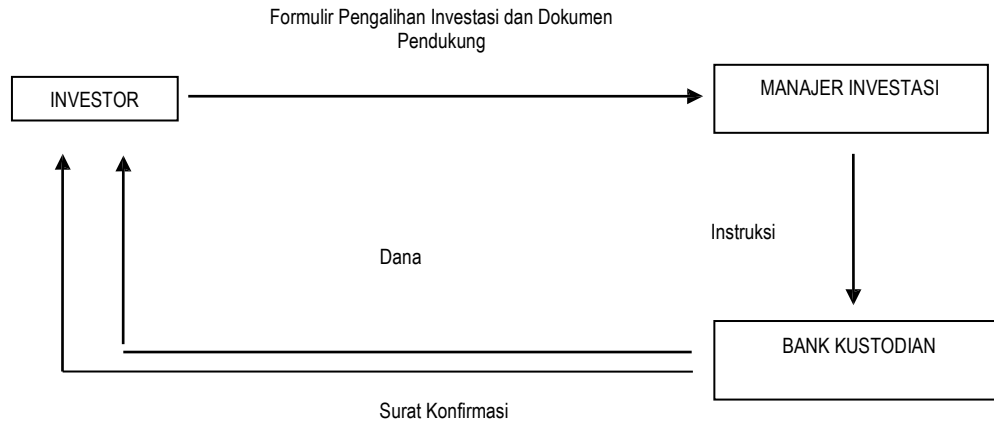 Formulir Pengalihan Investasi dan Dokumen
Pendukung
INVESTOR
MANAJER INVESTASI
Instruksi
Dana
BANK KUSTODIAN
Surat Konfirmasi